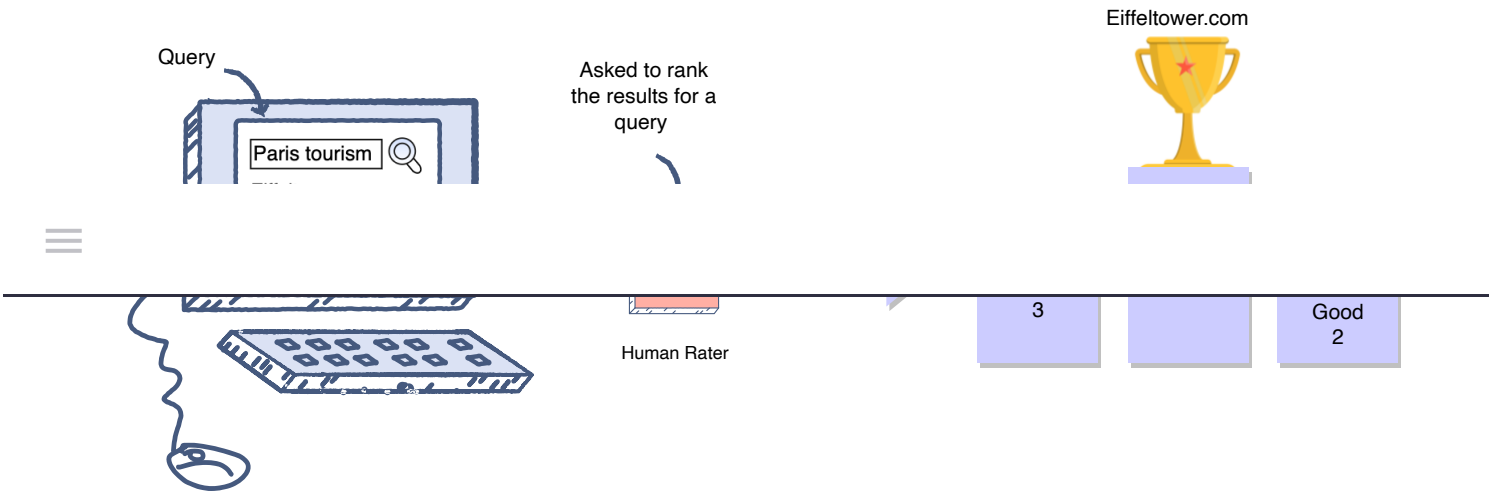 Eiffeltower.com
Query
Asked to rank
the results for a
query
Paris tourism
3
Good
2
Human Rater